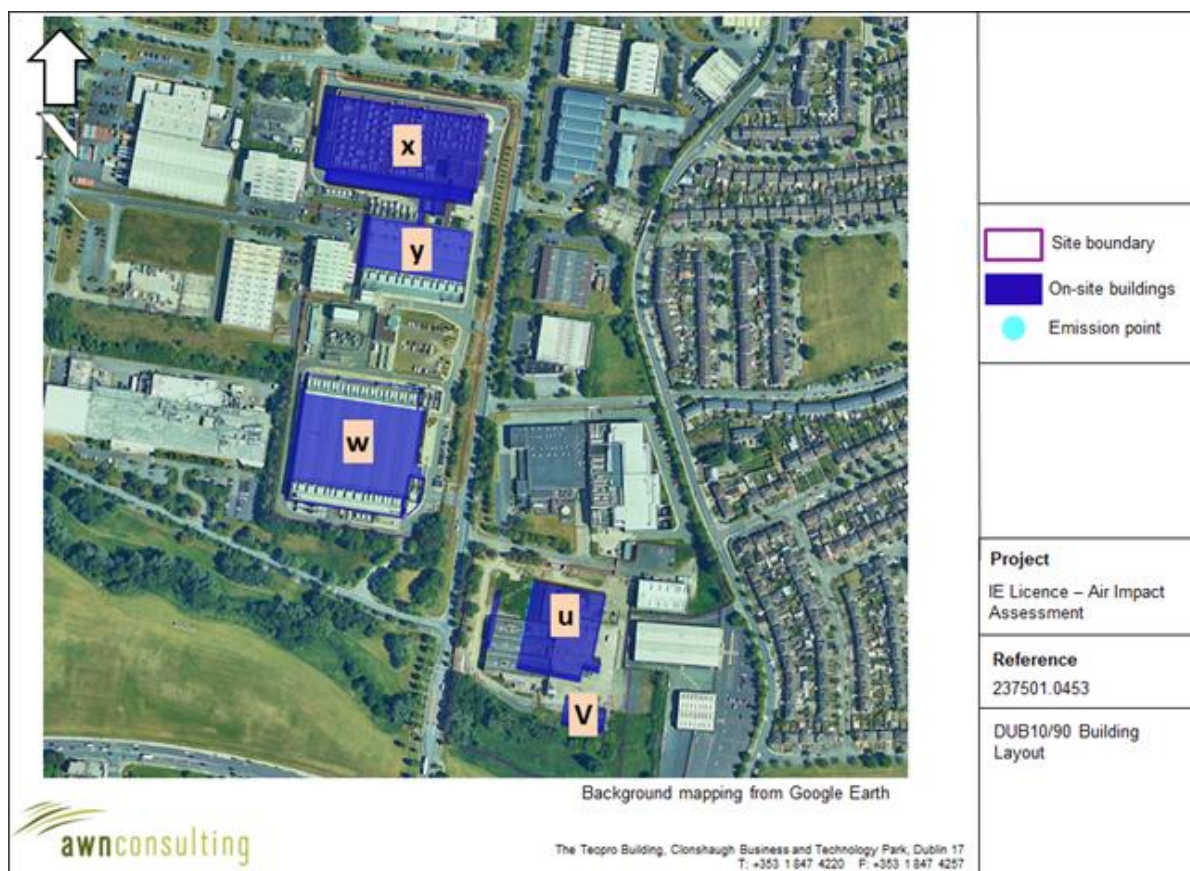 N
x
y
w
u
V
Site boundary
On-site buildings
Emission point
Project
IE Licence – Air Impact
Assessment
Reference
237501.0453
DUB10/90 Building
Layout
Background mapping from Google Earth
awnconsulting
The Tecpro Building, Clonshaugh Business and Technology Park, Dublin 17
T: +353 1 847 4220 F: +353 1 847 4257